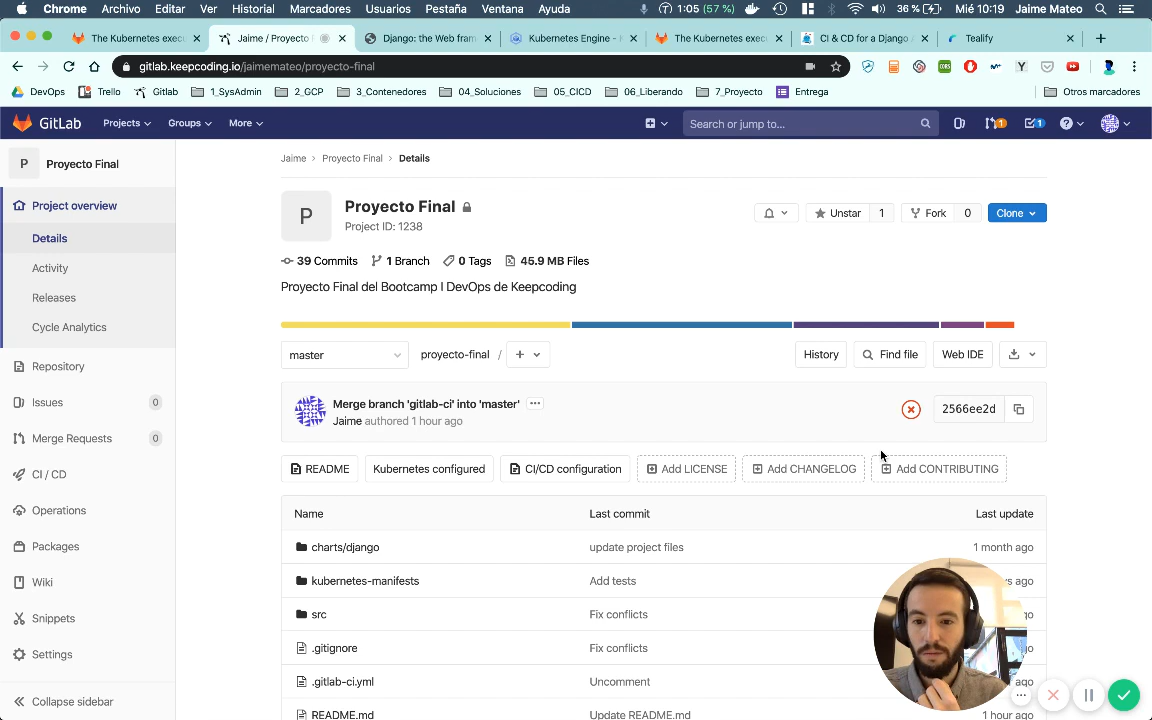 Chrome Archivo Editar Ver Historial Marcadores Usuarios Pestaña Ventana Ayuda 1:05 (57 %) 36 % Mié 10:19 Jaime Mateo
The Kubernetes exec
Jaime / Proyecto F
Django: the Web fram
Kubernetes Engine - K
The Kubernetes exec
CI & CD for a Django A
Tealify
gitlab.keepcoding.io/jaimemateo/proyecto-final
DevOps Trello Gitlab 1_SysAdmin 2_GCP 3_Contenedores 04_Soluciones 05_CICD 06_Liberando 7_Proyecto Entrega Otros marcadores
GitLab Projects Groups More Search or jump to... 1 1
P Proyecto Final
Project overview
Details
Activity
Releases
Cycle Analytics
Repository
Issues 0
Merge Requests 0
CI / CD
Operations
Packages
Wiki
Snippets
Settings
Collapse sidebar
Jaime > Proyecto Final > Details
P
Proyecto Final
Project ID: 1238
Unstar 1 Fork 0 Clone
39 Commits 1 Branch 0 Tags 45.9 MB Files
Proyecto Final del Bootcamp I DevOps de Keepcoding
master proyecto-final / + History Find file Web IDE
Merge branch 'gitlab-ci' into 'master'
Jaime authored 1 hour ago
2566ee2d
README Kubernetes configured CI/CD configuration Add LICENSE Add CHANGELOG Add CONTRIBUTING
Name Last commit Last update
charts/django update project files 1 month ago
kubernetes-manifests Add tests ago
src Fix conflicts
.gitignore Fix conflicts
.gitlab-ci.yml Uncomment ago
README.md Update README.md 1 hour ago